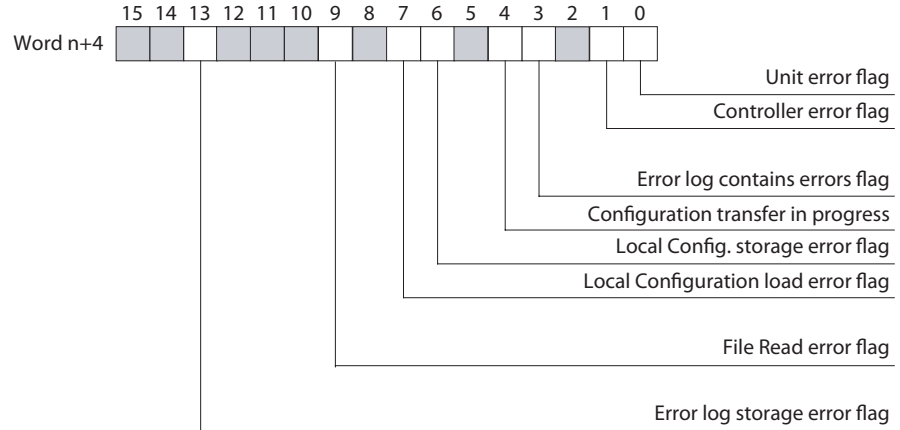 15 14 13 12 11 10 9 8 7 6 5 4 3 2 1 0
Word n+4
Unit error flag
Controller error flag
Error log contains errors flag
Configuration transfer in progress
Local Config. storage error flag
Local Configuration load error flag
File Read error flag
Error log storage error flag